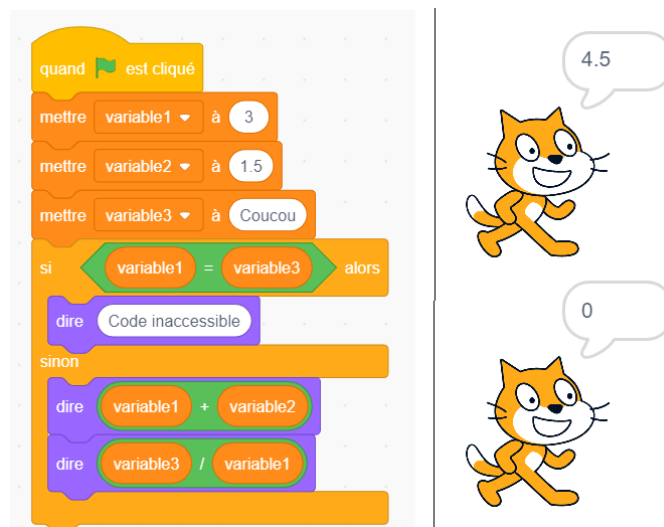 quand est cliqué
mettre variable1 à 3
mettre variable2 à 1.5
mettre variable3 à Coucou
si variable1 = variable3 alors
dire Code inaccessible
sinon
dire variable1 + variable2
dire variable3 / variable1
4.5
0